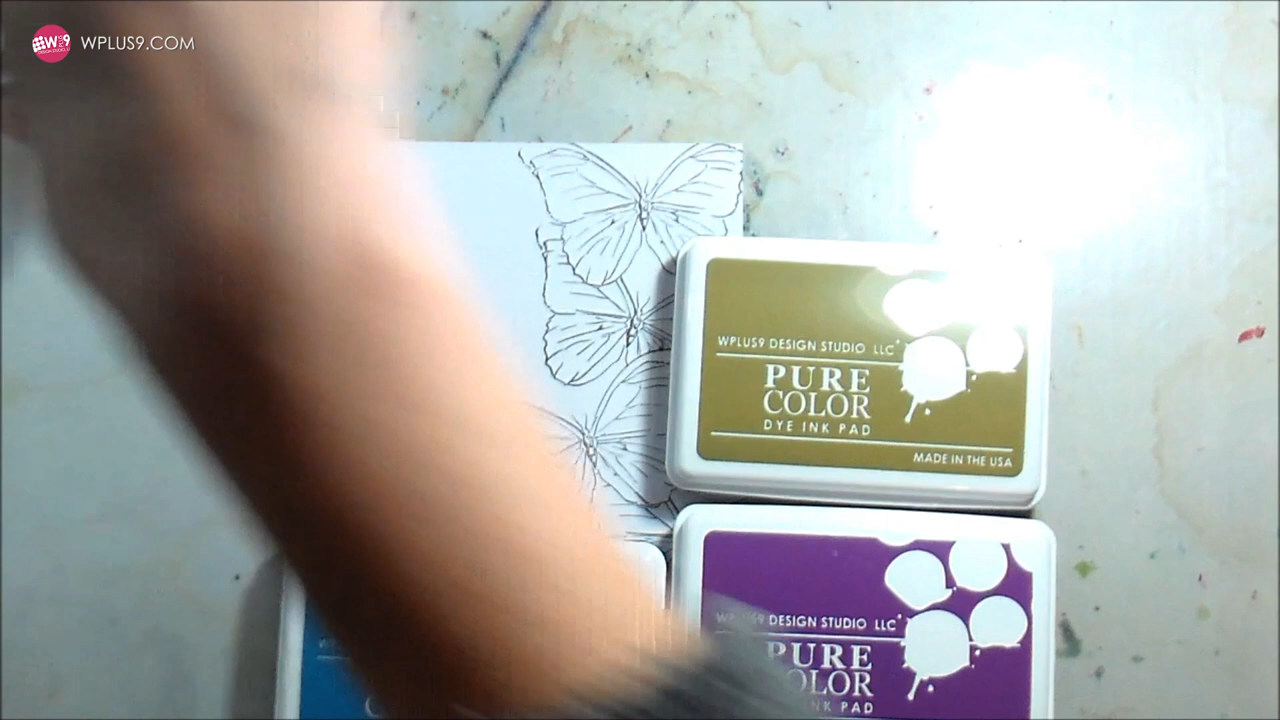 WPLUS9.COM
WPLUS9 DESIGN STUDIO LLC
PURE
COLOR
DYE INK PAD
MADE IN THE USA
DESIGN STUDIO LLC
PURE
COLOR
INK PAD